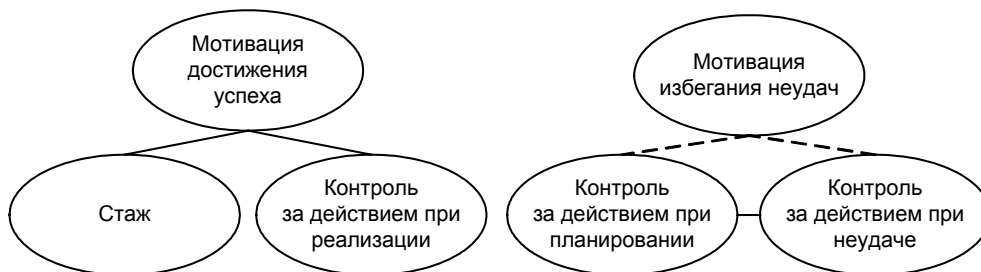 Мотивация
достижения
успеха
Мотивация
избегания неудач
Стаж
Контроль
за действием при
реализации
Контроль
за действием при
планировании
Контроль
за действием при
неудаче